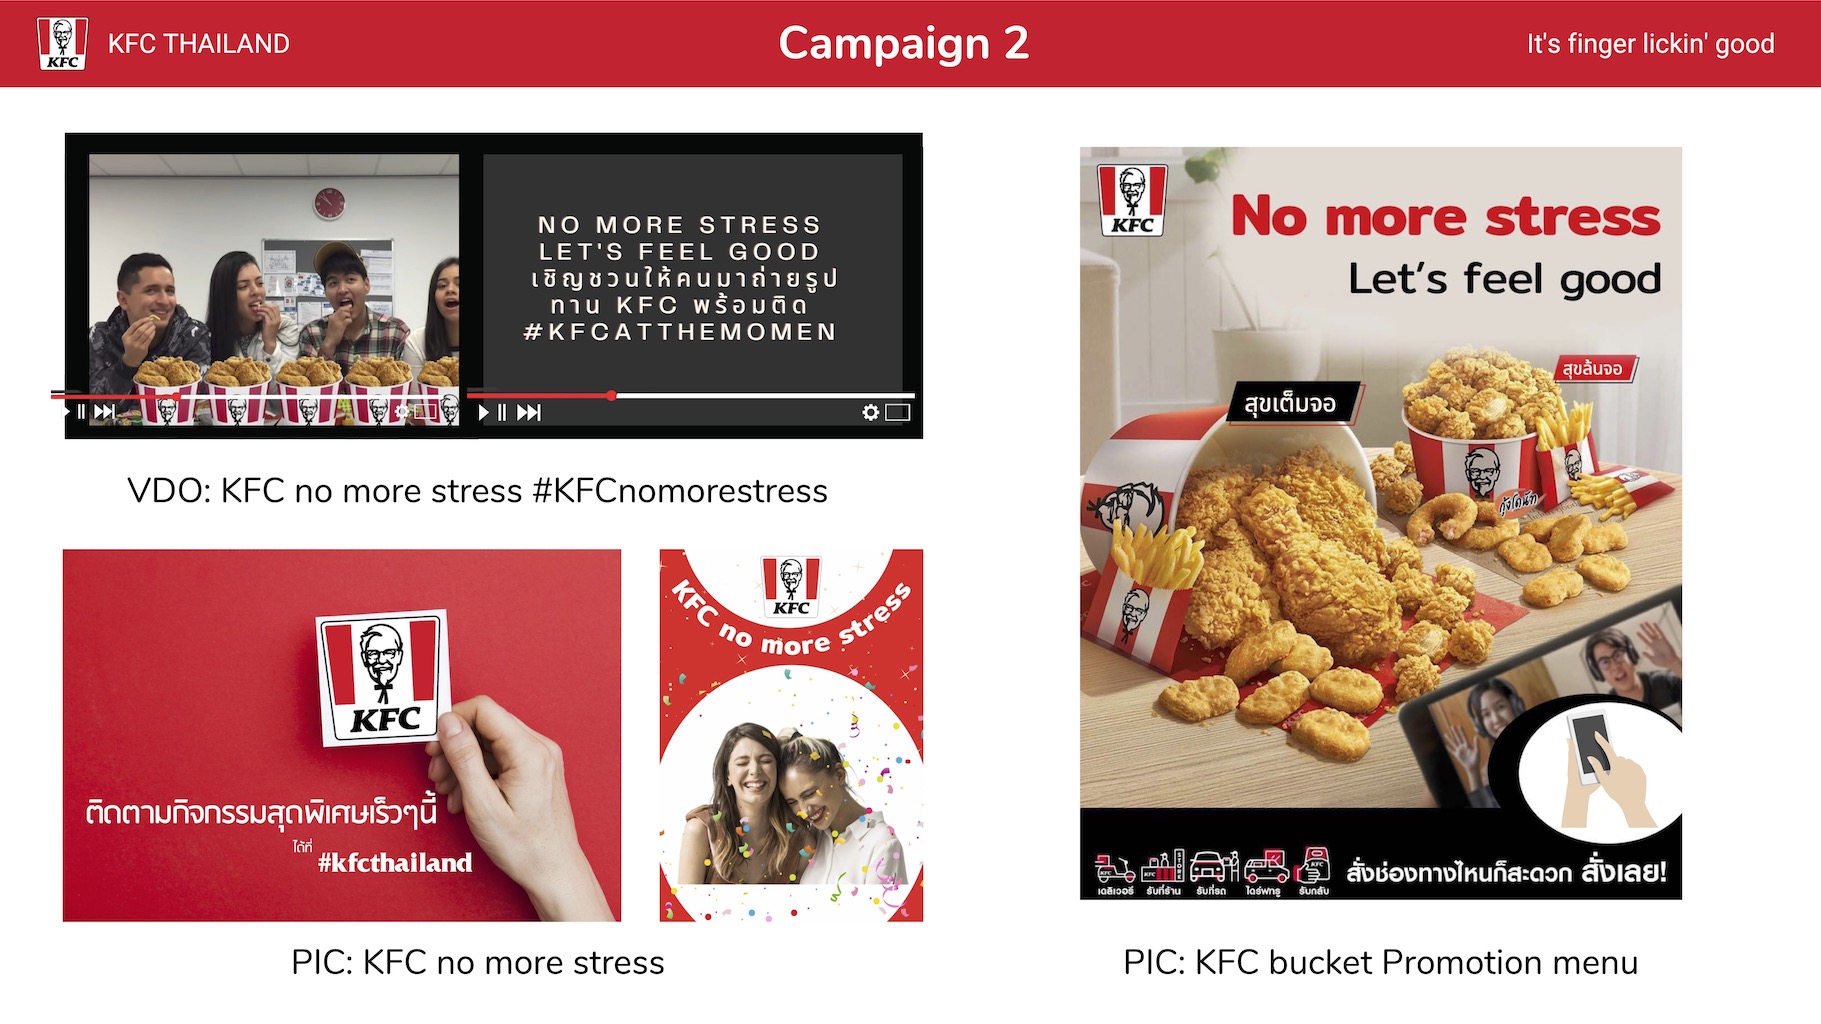 KFC
KFC THAILAND
Campaign 2
It's finger lickin' good
NO MORE STRESS
LET'S FEEL GOOD
เชิญชวนให้คนมาถ่ายรูป
ทาน KFC พร้อมติด
#KFCATTHEMOMEN
VDO: KFC no more stress #KFCnomorestress
KFC
ติดตามกิจกรรมสุดพิเศษเร็วๆนี้
ได้ที่ #kfcthailand
KFC
KFC no more stress
PIC: KFC no more stress
KFC
No more stress
Let's feel good
สุขล้นจอ
สุขเต็มจอ
กุ้งโดนัท
เดลิเวอรี
รับที่ร้าน
รับที่รถ
ไดร์ฟทรู
รับกลับ
สั่งช่องทางไหนก็สะดวก สั่งเลย!
PIC: KFC bucket Promotion menu